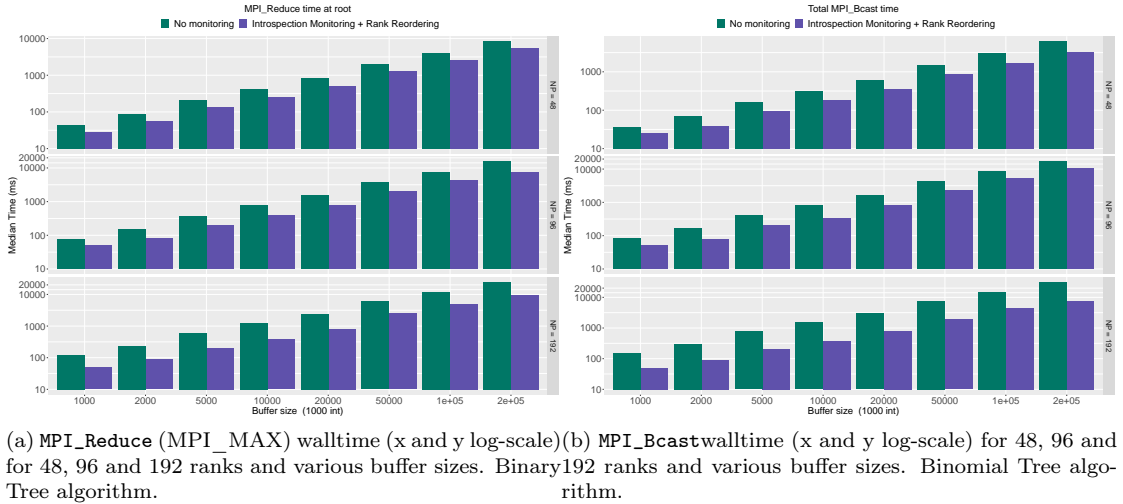 MPI_Reduce time at root
No monitoring Introspection Monitoring + Rank Reordering
Median Time (ms)
10000
1000
100
10
NP = 48
20000
10000
1000
100
10
NP = 96
20000
10000
1000
100
10
NP = 192
1000 2000 5000 10000 20000 50000 1e+05 2e+05
Buffer size (1000 int)
(a) MPI_Reduce (MPI_MAX) walltime (x and y log-scale)
for 48, 96 and 192 ranks and various buffer sizes. Binary
Tree algorithm.
Total MPI_Bcast time
No monitoring Introspection Monitoring + Rank Reordering
Median Time (ms)
1000
100
10
NP = 48
20000
10000
1000
100
10
NP = 96
20000
10000
1000
100
10
NP = 192
1000 2000 5000 10000 20000 50000 1e+05 2e+05
Buffer size (1000 int)
(b) MPI_Bcastwalltime (x and y log-scale) for 48, 96 and
192 ranks and various buffer sizes. Binomial Tree algo-
rithm.